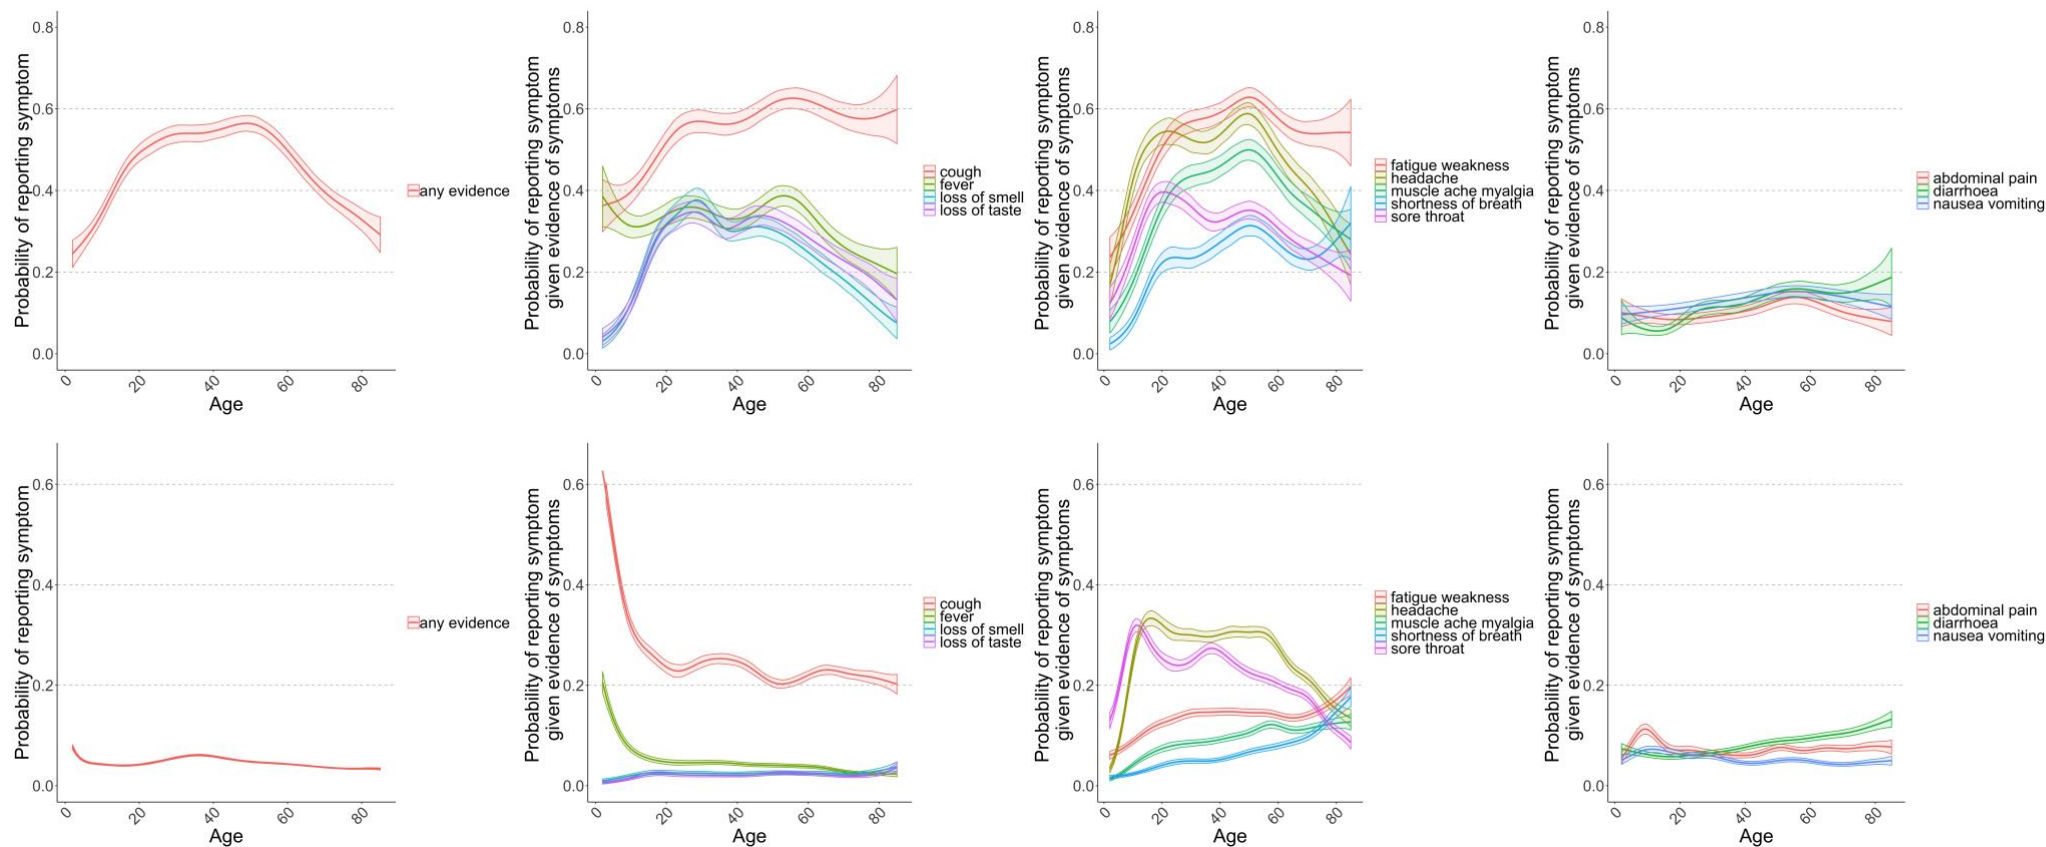 Probability of reporting symptom
0.8
0.6
0.4
0.2
0.0
0
20
40
60
80
Age
any evidence
Probability of reporting symptom
given evidence of symptoms
0.8
0.6
0.4
0.2
0.0
0
20
40
60
80
Age
cough
fever
loss of smell
loss of taste
Probability of reporting symptom
given evidence of symptoms
0.8
0.6
0.4
0.2
0.0
0
20
40
60
80
Age
fatigue weakness
headache
muscle ache myalgia
shortness of breath
sore throat
Probability of reporting symptom
given evidence of symptoms
0.8
0.6
0.4
0.2
0.0
0
20
40
60
80
Age
abdominal pain
diarrhoea
nausea vomiting
Probability of reporting symptom
0.6
0.4
0.2
0.0
0
20
40
60
80
Age
any evidence
Probability of reporting symptom
given evidence of symptoms
0.6
0.4
0.2
0.0
0
20
40
60
80
Age
cough
fever
loss of smell
loss of taste
Probability of reporting symptom
given evidence of symptoms
0.6
0.4
0.2
0.0
0
20
40
60
80
Age
fatigue weakness
headache
muscle ache myalgia
shortness of breath
sore throat
Probability of reporting symptom
given evidence of symptoms
0.6
0.4
0.2
0.0
0
20
40
60
80
Age
abdominal pain
diarrhoea
nausea vomiting